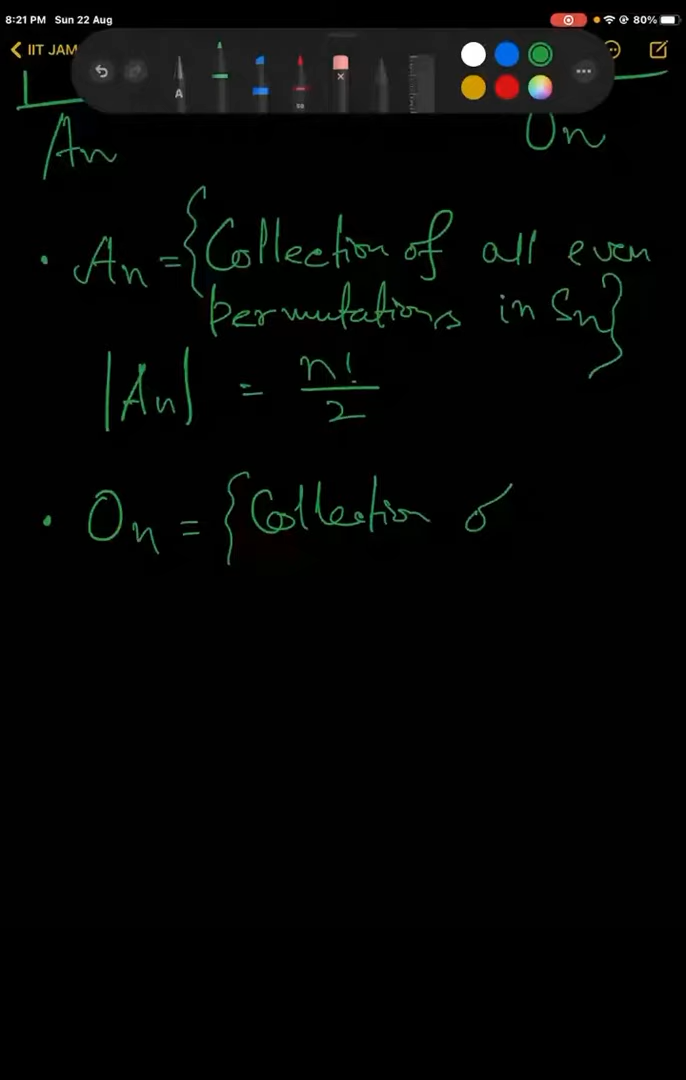 8:21 PM Sun 22 Aug 80%
IIT JAM
A
50
An On
• An = {Collection of all even
permutations in Sn}
|An| = n!/2
• On = {Collection o